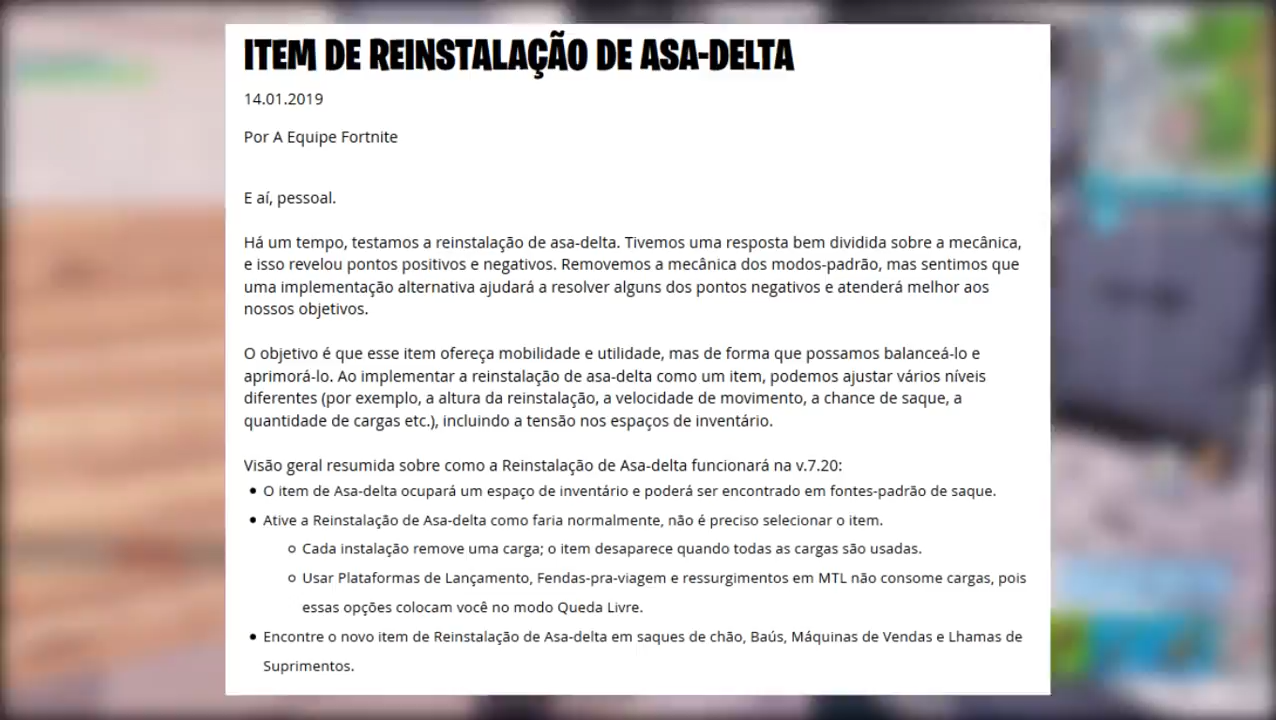 ITEM DE REINSTALAÇÃO DE ASA-DELTA
14.01.2019
Por A Equipe Fortnite
E aí, pessoal.
Há um tempo, testamos a reinstalação de asa-delta. Tivemos uma resposta bem dividida sobre a mecânica,
e isso revelou pontos positivos e negativos. Removemos a mecânica dos modos-padrão, mas sentimos que
uma implementação alternativa ajudará a resolver alguns dos pontos negativos e atenderá melhor aos
nossos objetivos.
O objetivo é que esse item ofereça mobilidade e utilidade, mas de forma que possamos balanceá-lo e
aprimorá-lo. Ao implementar a reinstalação de asa-delta como um item, podemos ajustar vários níveis
diferentes (por exemplo, a altura da reinstalação, a velocidade de movimento, a chance de saque, a
quantidade de cargas etc.), incluindo a tensão nos espaços de inventário.
Visão geral resumida sobre como a Reinstalação de Asa-delta funcionará na v.7.20:
• O item de Asa-delta ocupará um espaço de inventário e poderá ser encontrado em fontes-padrão de saque.
• Ative a Reinstalação de Asa-delta como faria normalmente, não é preciso selecionar o item.
○ Cada instalação remove uma carga; o item desaparece quando todas as cargas são usadas.
○ Usar Plataformas de Lançamento, Fendas-pra-viagem e ressurgimentos em MTL não consome cargas, pois
essas opções colocam você no modo Queda Livre.
• Encontre o novo item de Reinstalação de Asa-delta em saques de chão, Baús, Máquinas de Vendas e Lhamas de
Suprimentos.